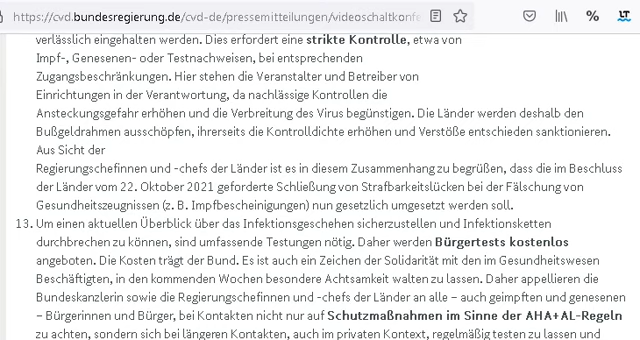 https://cvd.bundesregierung.de/cvd-de/pressemitteilungen/videoschaltkonfe
%
LT
verlässlich eingehalten werden. Dies erfordert eine strikte Kontrolle, etwa von
Impf-, Genesenen- oder Testnachweisen, bei entsprechenden
Zugangsbeschränkungen. Hier stehen die Veranstalter und Betreiber von
Einrichtungen in der Verantwortung, da nachlässige Kontrollen die
Ansteckungsgefahr erhöhen und die Verbreitung des Virus begünstigen. Die Länder werden deshalb den
Bußgeldrahmen ausschöpfen, ihrerseits die Kontrolldichte erhöhen und Verstöße entschieden sanktionieren.
Aus Sicht der
Regierungschefinnen und -chefs der Länder ist es in diesem Zusammenhang zu begrüßen, dass die im Beschluss
der Länder vom 22. Oktober 2021 geforderte Schließung von Strafbarkeitslücken bei der Fälschung von
Gesundheitszeugnissen (z. B. Impfbescheinigungen) nun gesetzlich umgesetzt werden soll.
13. Um einen aktuellen Überblick über das Infektionsgeschehen sicherzustellen und Infektionsketten
durchbrechen zu können, sind umfassende Testungen nötig. Daher werden Bürgertests kostenlos
angeboten. Die Kosten trägt der Bund. Es ist auch ein Zeichen der Solidarität mit den im Gesundheitswesen
Beschäftigten, in den kommenden Wochen besondere Achtsamkeit walten zu lassen. Daher appellieren die
Bundeskanzlerin sowie die Regierungschefinnen und -chefs der Länder an alle – auch geimpften und genesenen
– Bürgerinnen und Bürger, bei Kontakten nicht nur auf Schutzmaßnahmen im Sinne der AHA+AL-Regeln
zu achten, sondern sich bei längeren Kontakten, auch im privaten Kontext, regelmäßig testen zu lassen und